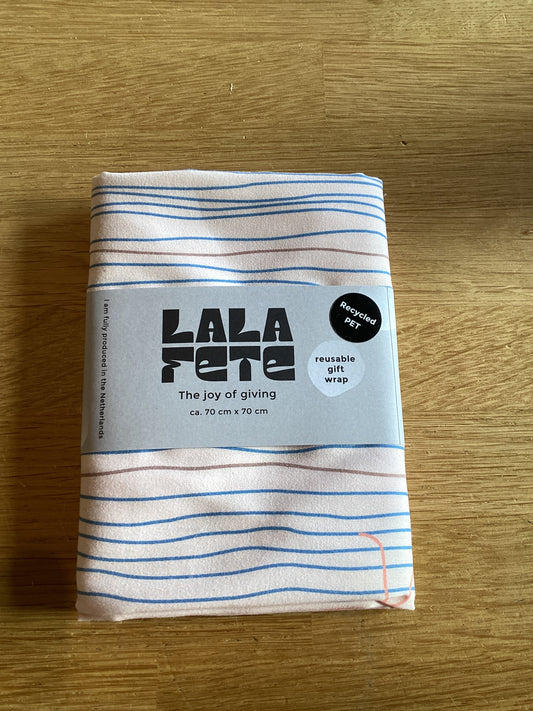 LALA
FETE
The joy of giving
ca. 70 cm x 70 cm
Recycled
PET
reusable
gift
wrap
I am fully produced in the Netherlands